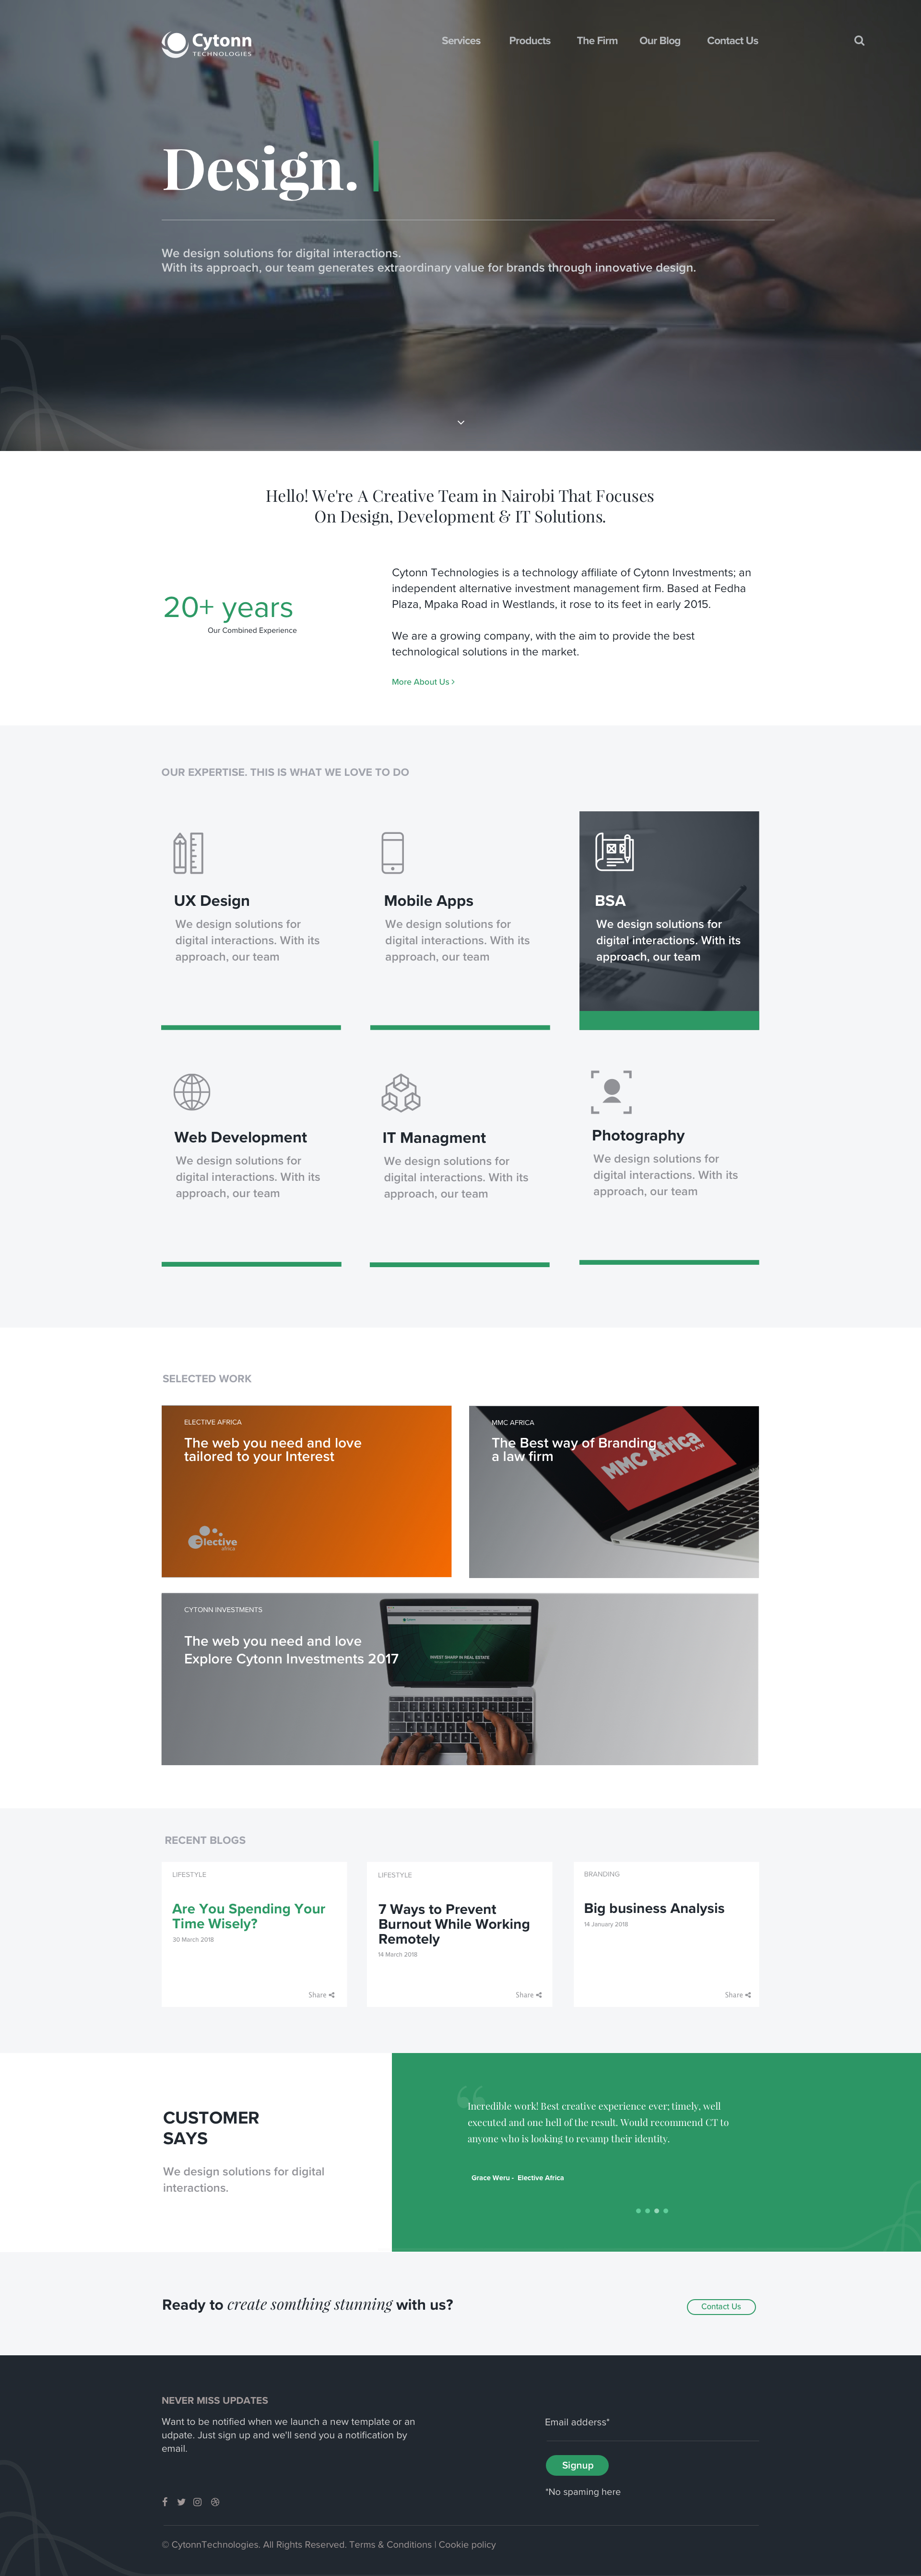 Cytonn
TECHNOLOGIES
Services Products The Firm Our Blog Contact Us
Design.
We design solutions for digital interactions.
With its approach, our team generates extraordinary value for brands through innovative design.
Hello! We're A Creative Team in Nairobi That Focuses
On Design, Development & IT Solutions.
20+ years
Our Combined Experience
Cytonn Technologies is a technology affiliate of Cytonn Investments; an
independent alternative investment management firm. Based at Fedha
Plaza, Mpaka Road in Westlands, it rose to its feet in early 2015.
We are a growing company, with the aim to provide the best
technological solutions in the market.
More About Us >
OUR EXPERTISE. THIS IS WHAT WE LOVE TO DO
UX Design
We design solutions for
digital interactions. With its
approach, our team
Mobile Apps
We design solutions for
digital interactions. With its
approach, our team
BSA
We design solutions for
digital interactions. With its
approach, our team
Web Development
We design solutions for
digital interactions. With its
approach, our team
IT Managment
We design solutions for
digital interactions. With its
approach, our team
Photography
We design solutions for
digital interactions. With its
approach, our team
SELECTED WORK
ELECTIVE AFRICA
The web you need and love
tailored to your Interest
Elective
africa
MMC AFRICA
The Best way of Branding
a law firm
MMC Africa
LAW
CYTONN INVESTMENTS
The web you need and love
Explore Cytonn Investments 2017
INVEST SHARP IN REAL ESTATE
RECENT BLOGS
LIFESTYLE
Are You Spending Your
Time Wisely?
30 March 2018
Share
LIFESTYLE
7 Ways to Prevent
Burnout While Working
Remotely
14 March 2018
Share
BRANDING
Big business Analysis
14 January 2018
Share
CUSTOMER
SAYS
We design solutions for digital
interactions.
“
Incredible work! Best creative experience ever; timely, well
executed and one hell of the result. Would recommend CT to
anyone who is looking to revamp their identity.
Grace Weru - Elective Africa
Ready to create somthing stunning with us?
Contact Us
NEVER MISS UPDATES
Want to be notified when we launch a new template or an
udpate. Just sign up and we'll send you a notification by
email.
Email adderss*
Signup
*No spaming here
© CytonnTechnologies. All Rights Reserved. Terms & Conditions | Cookie policy